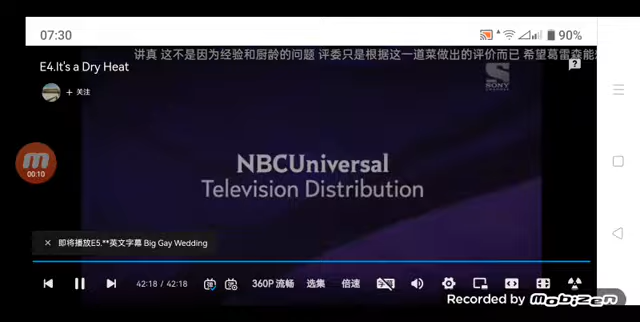 07:30
90%
讲真 这不是因为经验和厨龄的问题 评委只是根据这一道菜做出的评价而已 希望葛雷森能
E4.It's a Dry Heat
SONY
CHANNEL
+ 关注
00:10
NBCUniversal
Television Distribution
× 即将播放E5.**英文字幕 Big Gay Wedding
42:18 / 42:18
360P 流畅
选集
倍速
Recorded by Mobizen